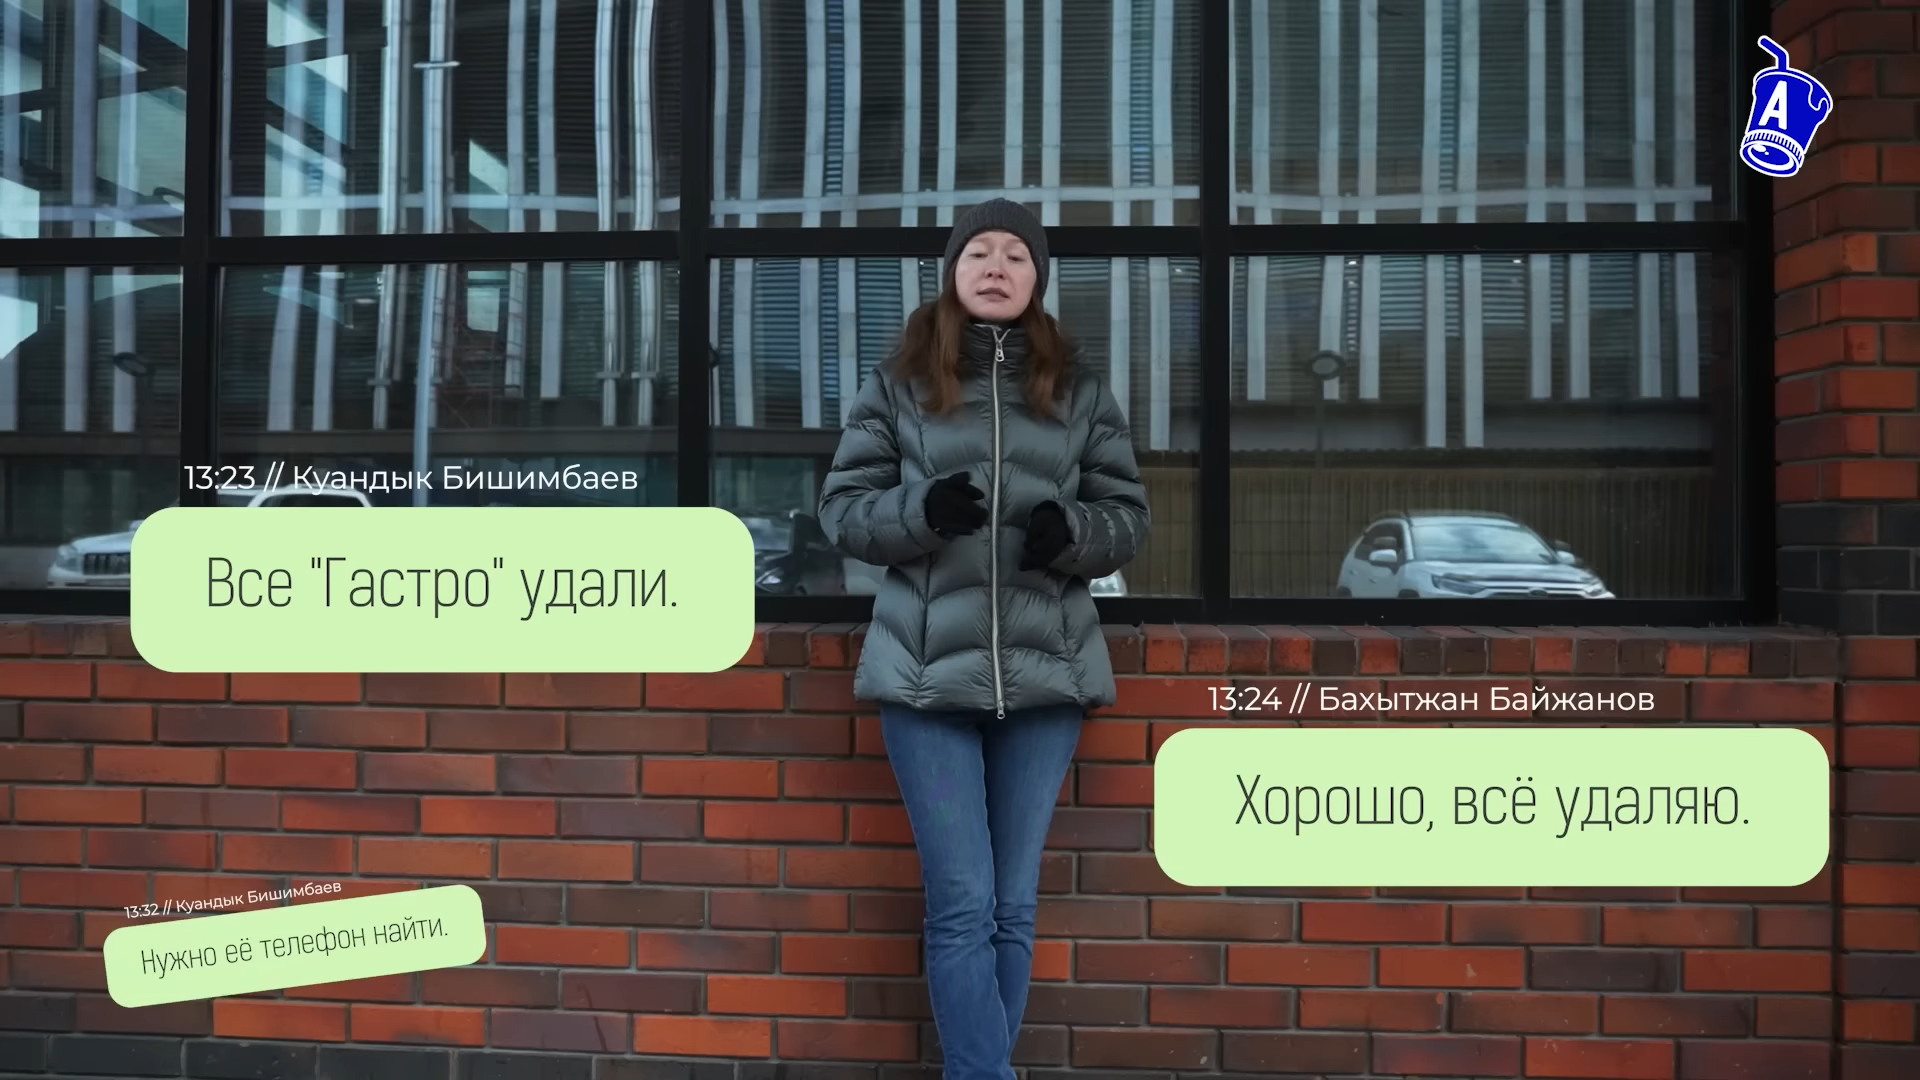 A
13:23 // Куандык Бишимбаев
Все "Гастро" удали.
13:24 // Бахытжан Байжанов
Хорошо, всё удаляю.
13:32 // Куандык Бишимбаев
Нужно её телефон найти.